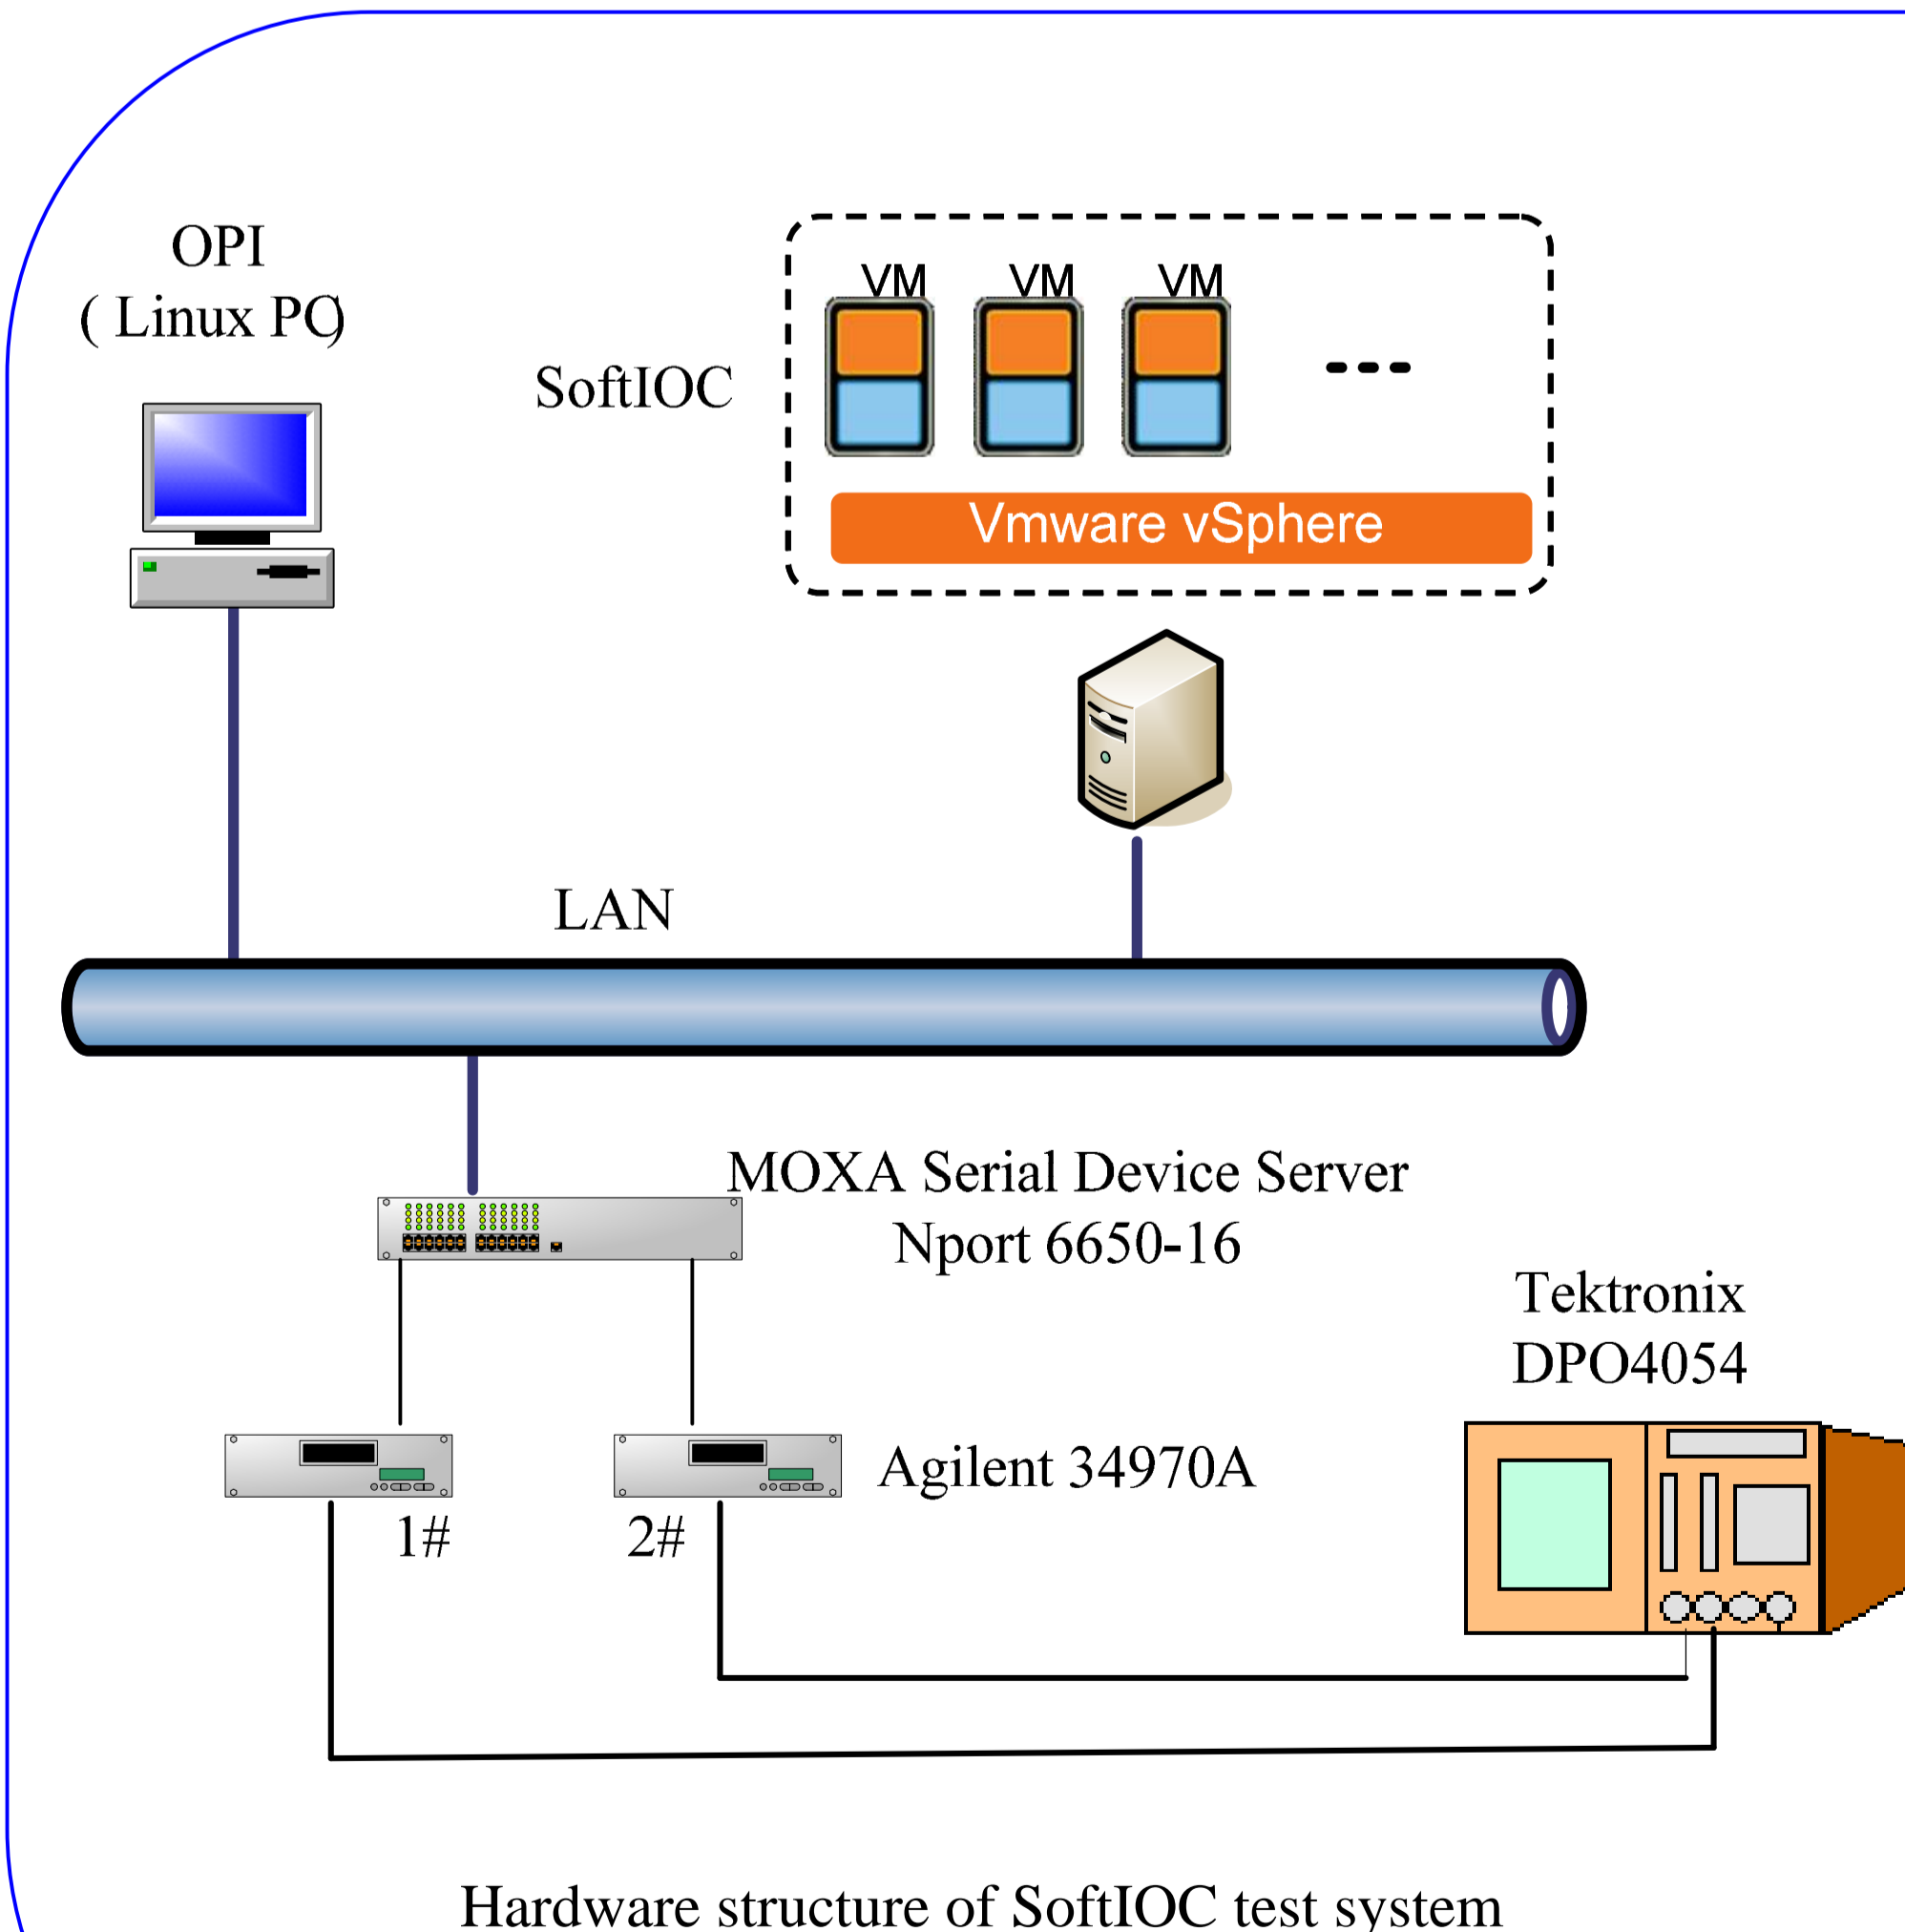 OPI
( Linux PC)
VM VM VM
SoftIOC
Vmware vSphere
LAN
MOXA Serial Device Server
Nport 6650-16
Tektronix
DPO4054
Agilent 34970A
1# 2#
Hardware structure of SoftIOC test system